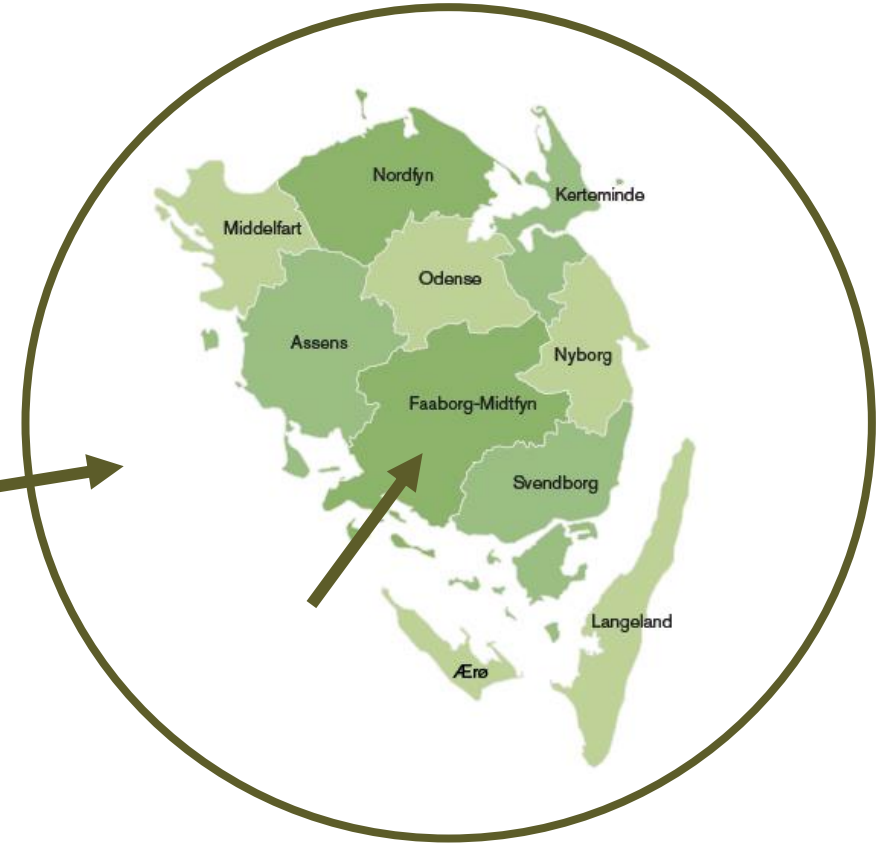 Nordfyn
Kerteminde
Middelfart
Odense
Assens
Nyborg
Faaborg-Midtfyn
Svendborg
Langeland
Ærø